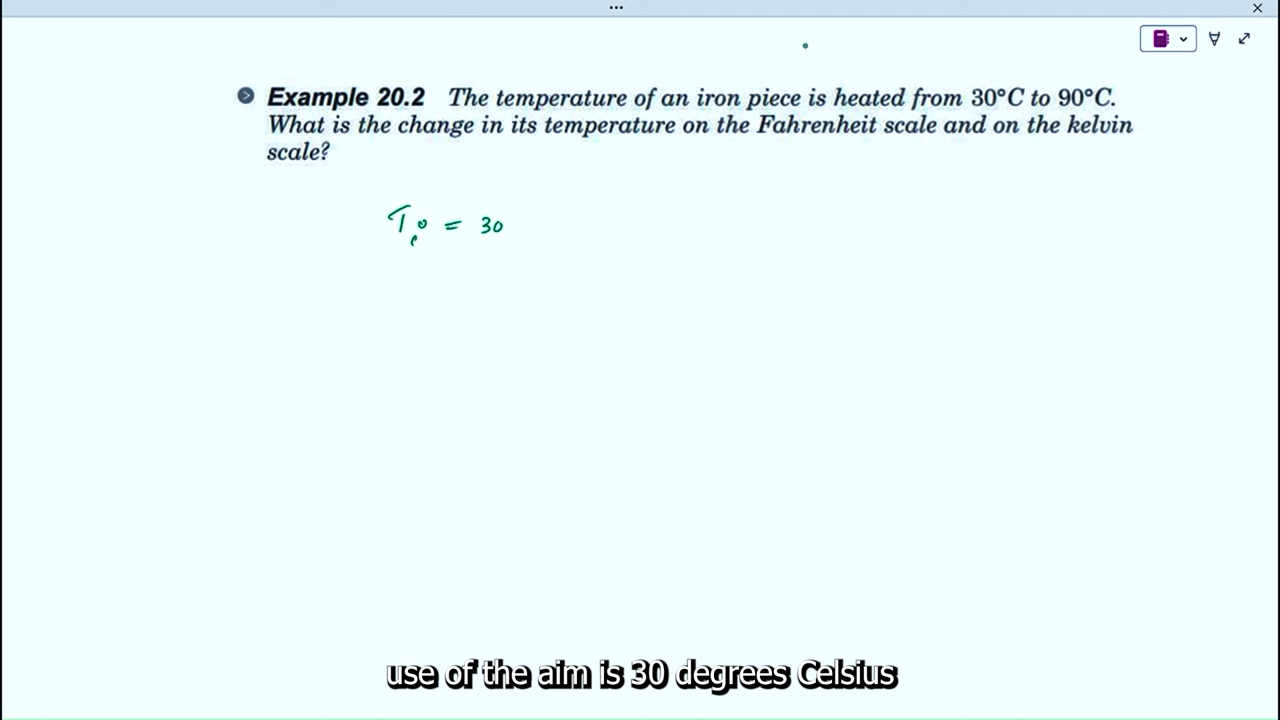 Example 20.2 The temperature of an iron piece is heated from 30°C to 90°C.
What is the change in its temperature on the Fahrenheit scale and on the kelvin
scale?
T = 30
use of the aim is 30 degrees Celsius